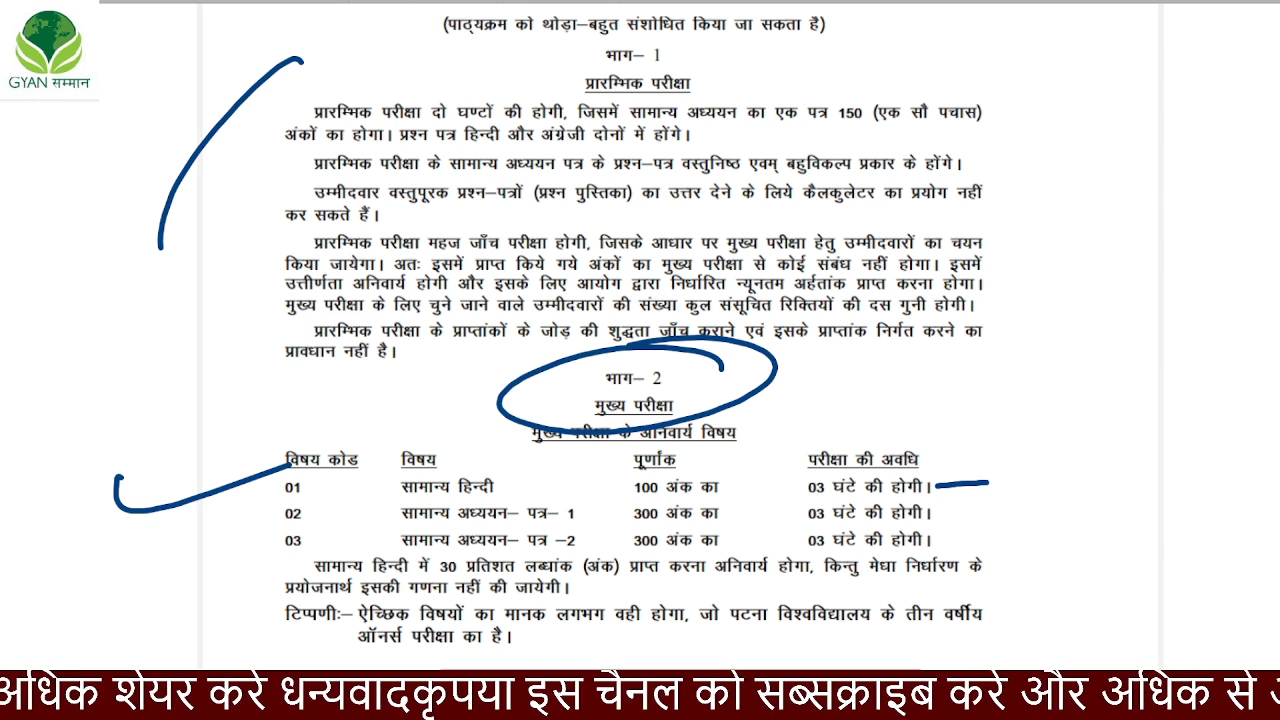 GYAN सम्मान
(पाठ्यक्रम को थोड़ा–बहुत संशोधित किया जा सकता है)
भाग– 1
प्रारम्भिक परीक्षा
प्रारम्भिक परीक्षा दो घण्टों की होगी, जिसमें सामान्य अध्ययन का एक पत्र 150 (एक सौ पचास)
अंकों का होगा। प्रश्न पत्र हिन्दी और अंग्रेजी दोनों में होंगे।
प्रारम्भिक परीक्षा के सामान्य अध्ययन पत्र के प्रश्न–पत्र वस्तुनिष्ठ एवम् बहुविकल्प प्रकार के होंगे।
उम्मीदवार वस्तुपूरक प्रश्न–पत्रों (प्रश्न पुस्तिका) का उत्तर देने के लिये कैलकुलेटर का प्रयोग नहीं
कर सकते हैं।
प्रारम्भिक परीक्षा महज जाँच परीक्षा होगी, जिसके आधार पर मुख्य परीक्षा हेतु उम्मीदवारों का चयन
किया जायेगा। अतः इसमें प्राप्त किये गये अंकों का मुख्य परीक्षा से कोई संबंध नहीं होगा। इसमें
उत्तीर्णता अनिवार्य होगी और इसके लिए आयोग द्वारा निर्धारित न्यूनतम अर्हतांक प्राप्त करना होगा।
मुख्य परीक्षा के लिए चुने जाने वाले उम्मीदवारों की संख्या कुल संसूचित रिक्तियों की दस गुनी होगी।
प्रारम्भिक परीक्षा के प्राप्तांकों के जोड़ की शुद्धता जाँच कराने एवं इसके प्राप्तांक निर्गत करने का
प्रावधान नहीं है।
भाग– 2
मुख्य परीक्षा
मुख्य परीक्षा के अनिवार्य विषय
विषय कोड विषय पूर्णांक परीक्षा की अवधि
01 सामान्य हिन्दी 100 अंक का 03 घंटे की होगी।
02 सामान्य अध्ययन– पत्र– 1 300 अंक का 03 घंटे की होगी।
03 सामान्य अध्ययन– पत्र –2 300 अंक का 03 घंटे की होगी।
सामान्य हिन्दी में 30 प्रतिशत लब्धांक (अंक) प्राप्त करना अनिवार्य होगा, किन्तु मेधा निर्धारण के
प्रयोजनार्थ इसकी गणना नहीं की जायेगी।
टिप्पणी:– ऐच्छिक विषयों का मानक लगभग वही होगा, जो पटना विश्वविद्यालय के तीन वर्षीय
ऑनर्स परीक्षा का है।
अधिक शेयर करे धन्यवादकृपया इस चैनल को सब्सक्राइब करे और अधिक से